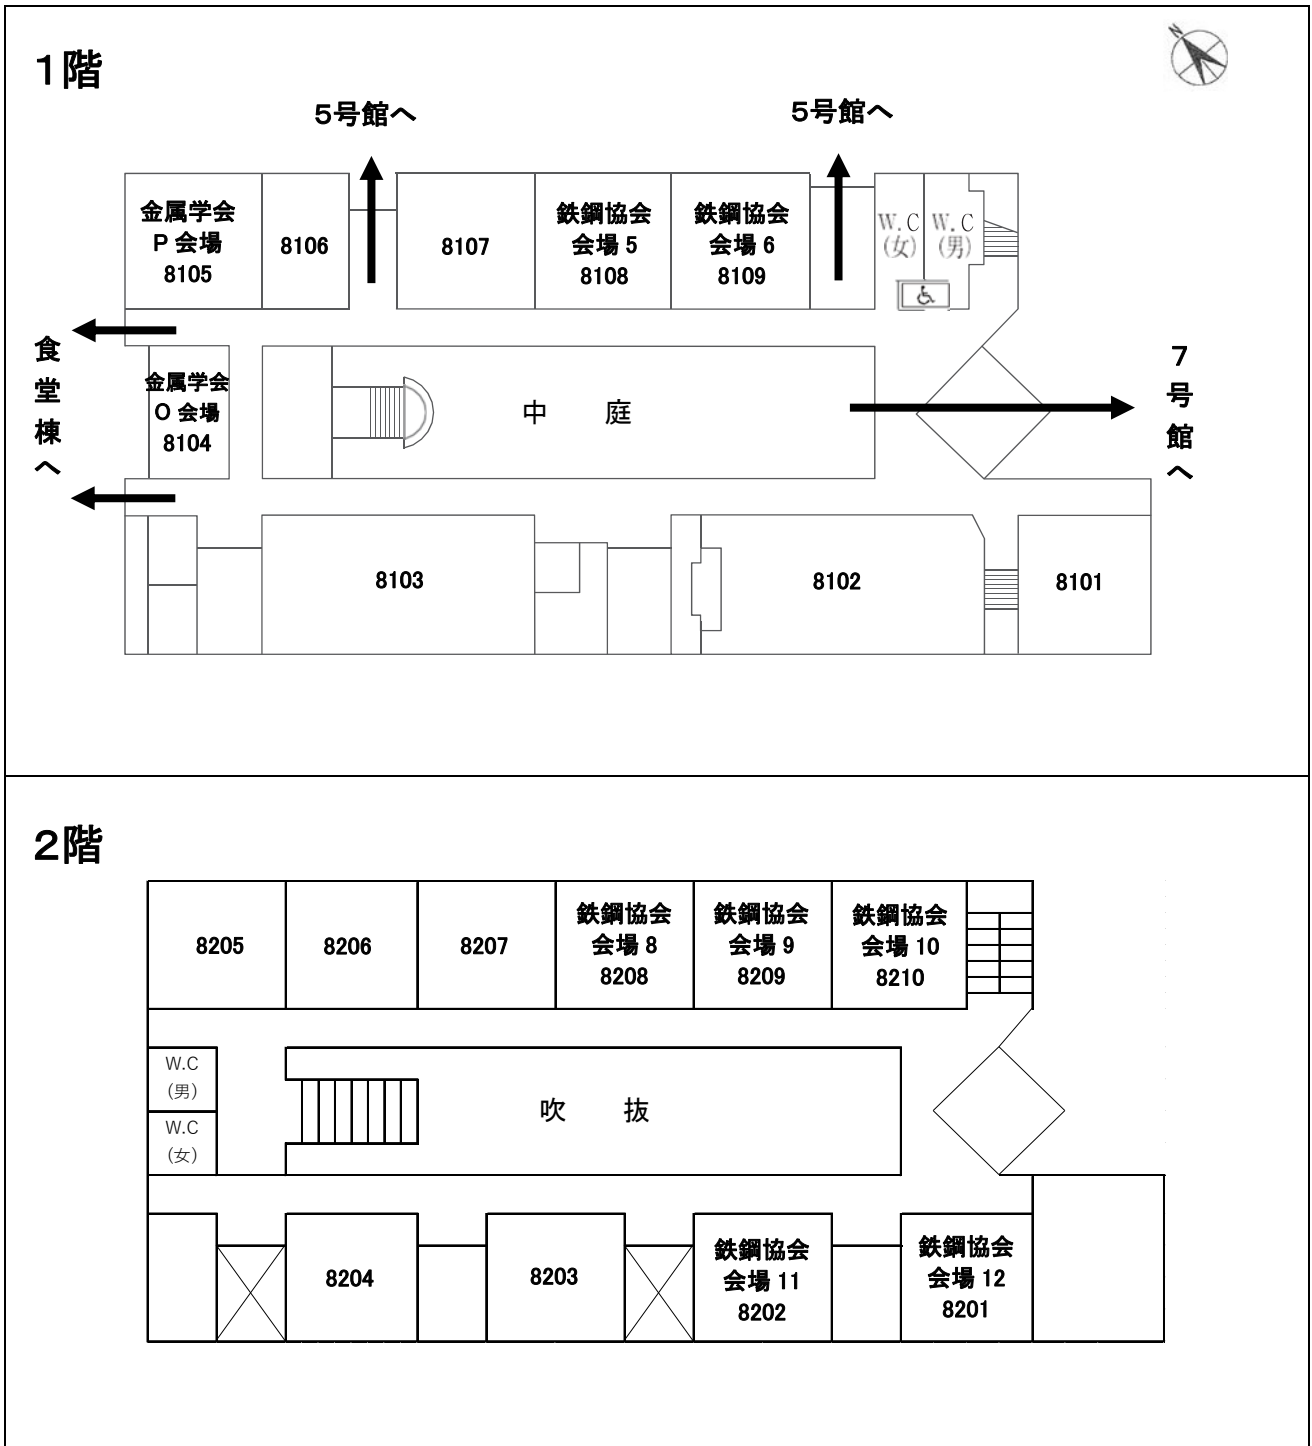 1階
N
5号館へ
5号館へ
金属学会
P 会場
8105
8106
8107
鉄鋼協会
会場 5
8108
鉄鋼協会
会場 6
8109
W.C
(女)
W.C
(男)
食堂棟へ
金属学会
O 会場
8104
中 庭
7号館へ
8103
8102
8101
2階
8205
8206
8207
鉄鋼協会
会場 8
8208
鉄鋼協会
会場 9
8209
鉄鋼協会
会場 10
8210
W.C
(男)
W.C
(女)
吹 抜
8204
8203
鉄鋼協会
会場 11
8202
鉄鋼協会
会場 12
8201